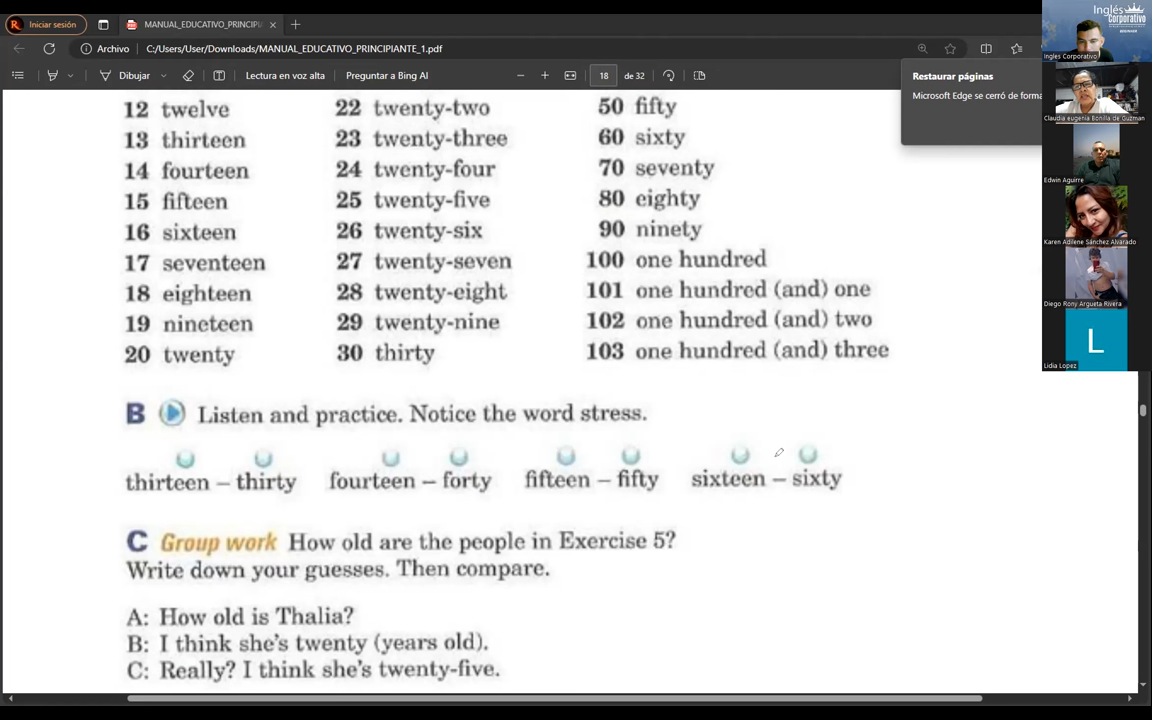 Iniciar sesión
MANUAL_EDUCATIVO_PRINCIPI
Archivo
C:/Users/User/Downloads/MANUAL_EDUCATIVO_PRINCIPIANTE_1.pdf
Dibujar
Lectura en voz alta
Preguntar a Bing AI
18
de 32
Restaurar páginas
Microsoft Edge se cerró de forma
Inglés
Corporativo
Ingles Corporativo
Claudia eugenia Bonilla de Guzman
Edwin Aguirre
Karen Adilene Sánchez Alvarado
Diego Rony Argueta Rivera
L
Lidia Lopez
12 twelve 22 twenty-two 50 fifty
13 thirteen 23 twenty-three 60 sixty
14 fourteen 24 twenty-four 70 seventy
15 fifteen 25 twenty-five 80 eighty
16 sixteen 26 twenty-six 90 ninety
17 seventeen 27 twenty-seven 100 one hundred
18 eighteen 28 twenty-eight 101 one hundred (and) one
19 nineteen 29 twenty-nine 102 one hundred (and) two
20 twenty 30 thirty 103 one hundred (and) three
B Listen and practice. Notice the word stress.
thirteen – thirty fourteen – forty fifteen – fifty sixteen – sixty
C Group work How old are the people in Exercise 5?
Write down your guesses. Then compare.
A: How old is Thalia?
B: I think she's twenty (years old).
C: Really? I think she's twenty-five.